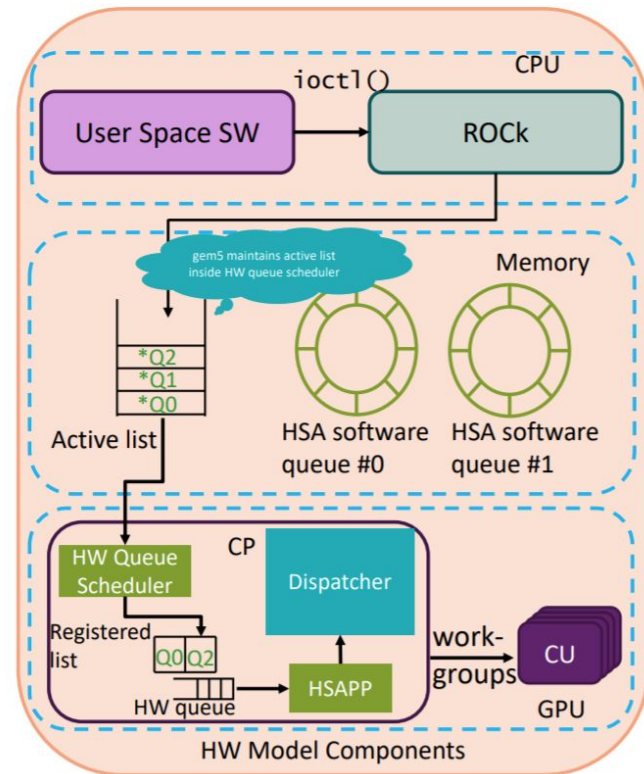 CPU
ioctl()
User Space SW
ROCk
gem5 maintains active list
inside HW queue scheduler
Memory
*Q2
*Q1
*Q0
Active list
HSA software
queue #0
HSA software
queue #1
CP
HW Queue
Scheduler
Dispatcher
Registered
list
Q0 Q2
HW queue
HSAPP
work-
groups
CU
GPU
HW Model Components